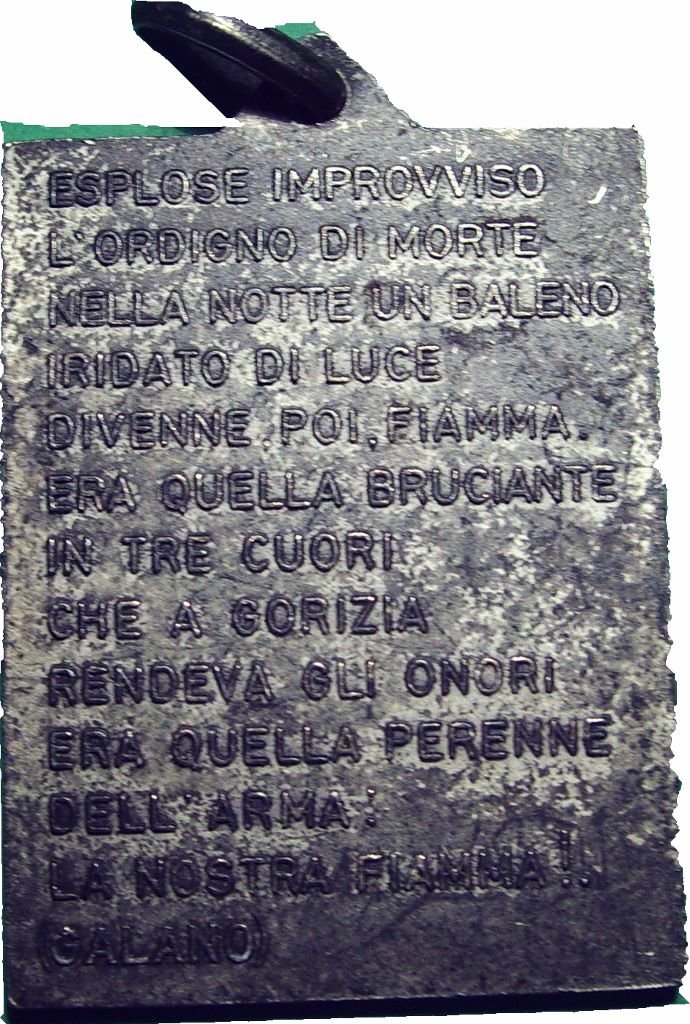 ESPLOSE IMPROVVISO
L'ORDIGNO DI MORTE
NELLA NOTTE UN BALENO
IRIDATO DI LUCE
DIVENNE, POI, FIAMMA.
ERA QUELLA BRUCIANTE
IN TRE CUORI
CHE A GORIZIA
RENDEVA GLI ONORI
ERA QUELLA PERENNE
DELL'ARMA:
LA NOSTRA FIAMMA!.
(GALANO)